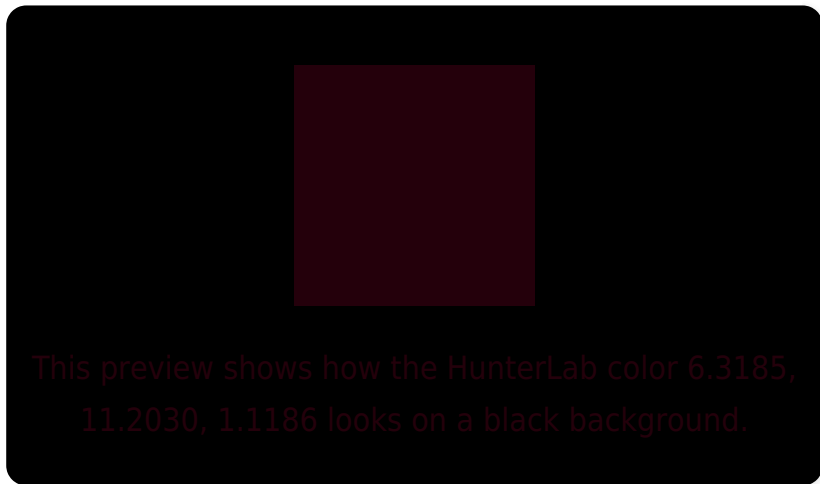 This preview shows how the HunterLab color 6.3185,
11.2030, 1.1186 looks on a black background.